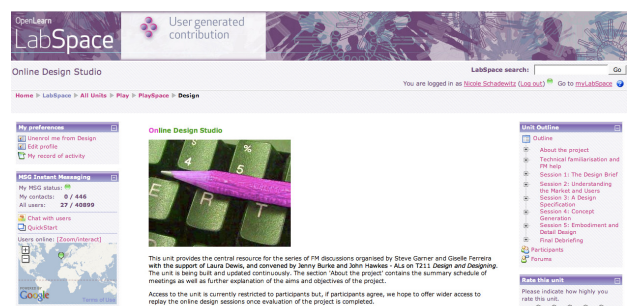 OpenLearn
LabSpace
User generated
contribution
Online Design Studio
LabSpace search:
Go
You are logged in as Nicole Schadewitz (Log out)
Go to myLabSpace
Home
LabSpace
All Units
Play
PlaySpace
Design
My preferences
Unenrol me from Design
Edit profile
My record of activity
MSG Instant Messaging
My MSG status:
My contacts: 0 / 446
All users: 27 / 40899
Chat with users
QuickStart
Users online: [Zoom/interact]
POWERED BY
Google
Terms of Use
Online Design Studio
$ %
4 5
E R T
This unit provides the central resource for the series of FM discussions organised by Steve Garner and Giselle Ferreira
with the support of Laura Dewis, and convened by Jenny Burke and John Hawkes - ALs on T211 Design and Designing.
The unit is being built and updated continuously. The section 'About the project' contains the summary schedule of
meetings as well as further explanation of the aims and objectives of the project.
Access to the unit is currently restricted to participants but, if participants agree, we hope to offer wider access to
replay the online design sessions once evaluation of the project is completed.
Unit Outline
Outline
About the project
Technical familiarisation and
FM help
Session 1: The Design Brief
Session 2: Understanding
the Market and Users
Session 3: A Design
Specification
Session 4: Concept
Generation
Session 5: Embodiment and
Detail Design
Final Debriefing
Participants
Forums
Rate this unit
Please indicate how highly you
rate this unit.